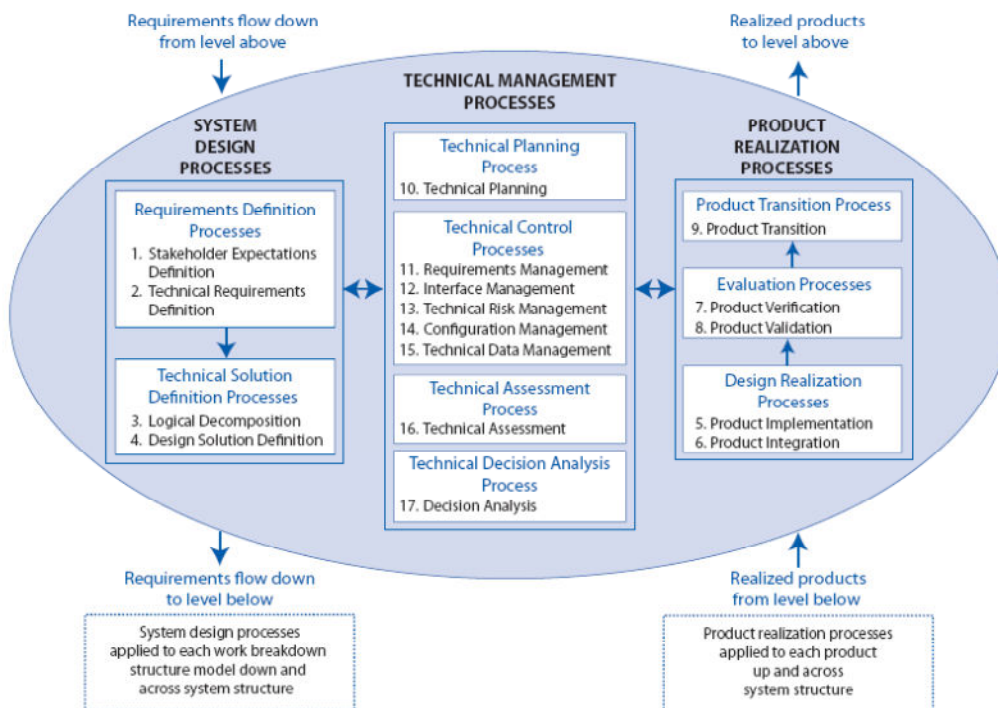 Requirements flow down
from level above
Realized products
to level above
TECHNICAL MANAGEMENT
PROCESSES
SYSTEM
DESIGN
PROCESSES
Requirements Definition
Processes
1. Stakeholder Expectations
Definition
2. Technical Requirements
Definition
Technical Solution
Definition Processes
3. Logical Decomposition
4. Design Solution Definition
Technical Planning
Process
10. Technical Planning
Technical Control
Processes
11. Requirements Management
12. Interface Management
13. Technical Risk Management
14. Configuration Management
15. Technical Data Management
Technical Assessment
Process
16. Technical Assessment
Technical Decision Analysis
Process
17. Decision Analysis
PRODUCT
REALIZATION
PROCESSES
Product Transition Process
9. Product Transition
Evaluation Processes
7. Product Verification
8. Product Validation
Design Realization
Processes
5. Product Implementation
6. Product Integration
Requirements flow down
to level below
Realized products
from level below
System design processes
applied to each work breakdown
structure model down and
across system structure
Product realization processes
applied to each product
up and across
system structure